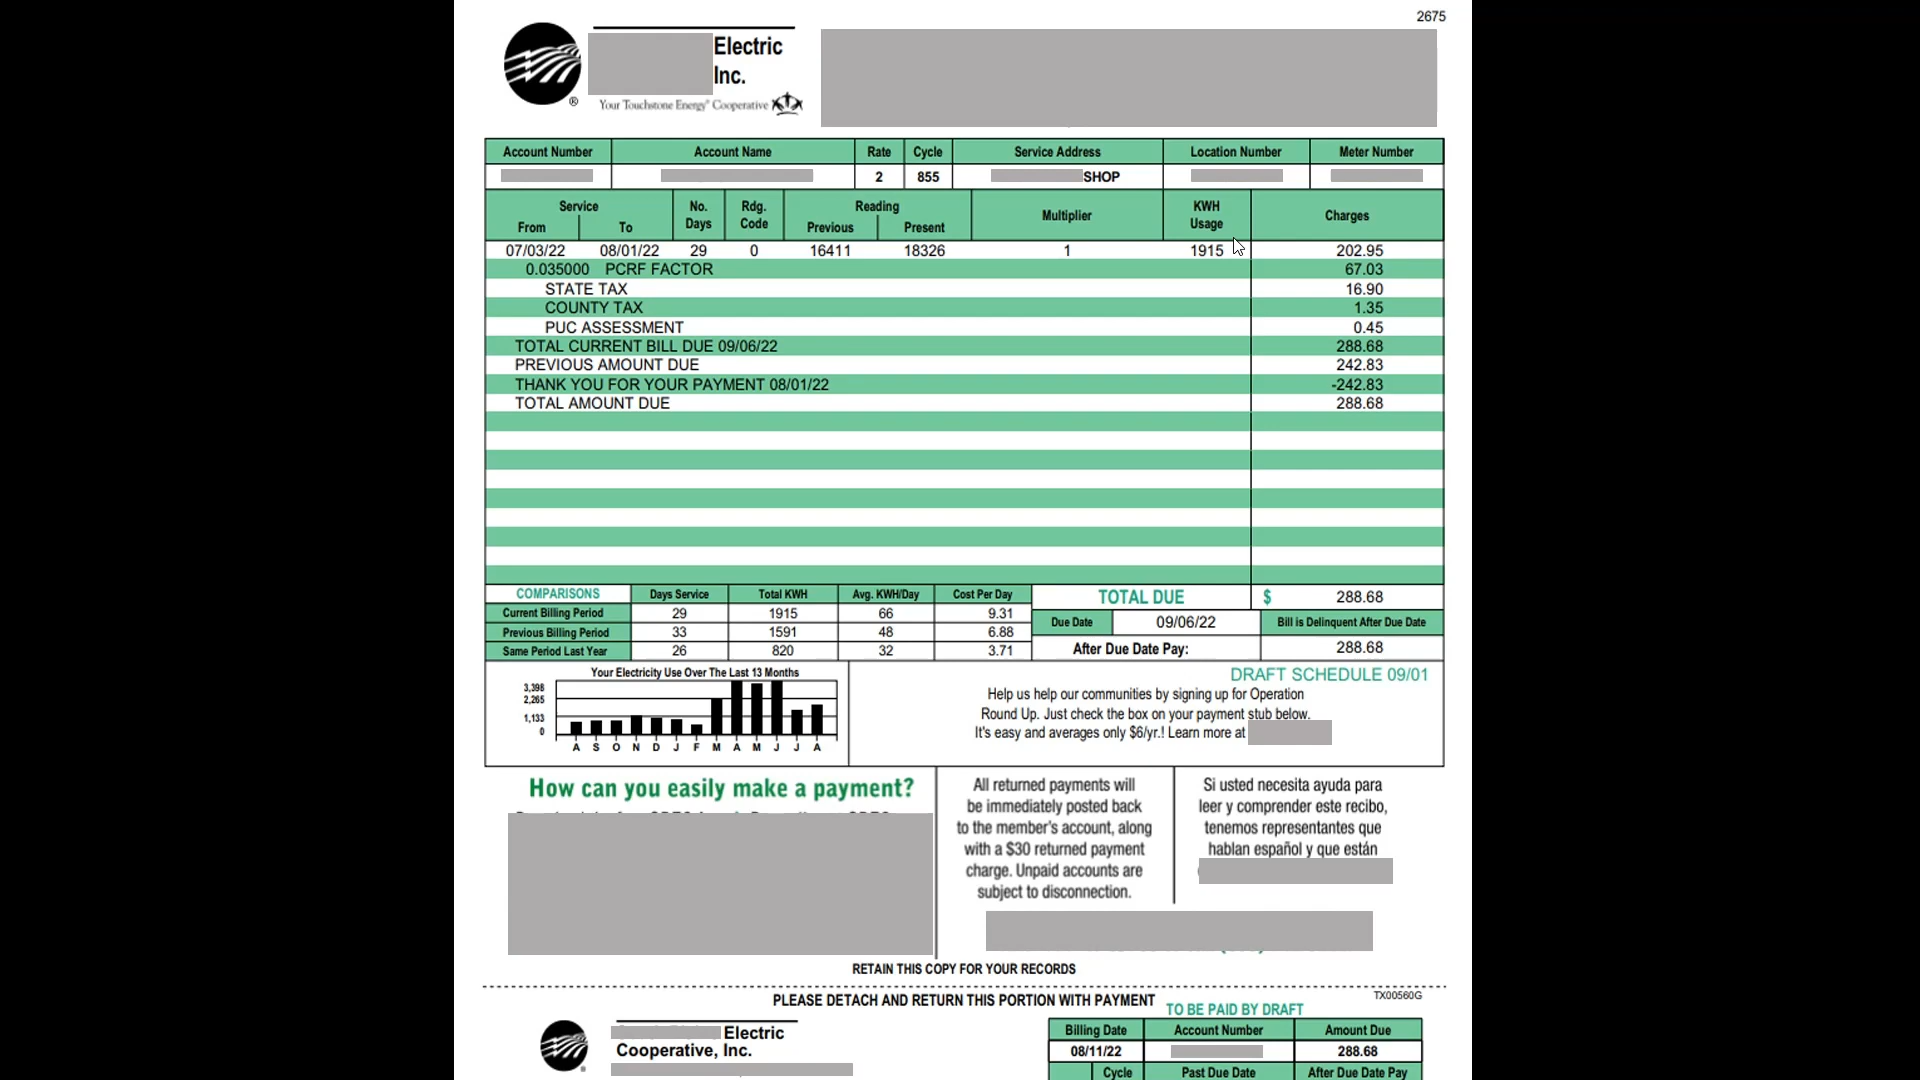 2675
Electric
Inc.
®
Your Touchstone Energy® Cooperative
Account Number Account Name Rate Cycle Service Address Location Number Meter Number
2 855 SHOP
Service No. Rdg. Reading Multiplier KWH Charges
From To Days Code Previous Present Usage
07/03/22 08/01/22 29 0 16411 18326 1 1915 202.95
0.035000 PCRF FACTOR 67.03
STATE TAX 16.90
COUNTY TAX 1.35
PUC ASSESSMENT 0.45
TOTAL CURRENT BILL DUE 09/06/22 288.68
PREVIOUS AMOUNT DUE 242.83
THANK YOU FOR YOUR PAYMENT 08/01/22 -242.83
TOTAL AMOUNT DUE 288.68
COMPARISONS Days Service Total KWH Avg. KWH/Day Cost Per Day
Current Billing Period 29 1915 66 9.31
Previous Billing Period 33 1591 48 6.88
Same Period Last Year 26 820 32 3.71
TOTAL DUE $ 288.68
Due Date 09/06/22 Bill is Delinquent After Due Date
After Due Date Pay: 288.68
Your Electricity Use Over The Last 13 Months
3,398
2,265
1,133
0
A S O N D J F M A M J J A
DRAFT SCHEDULE 09/01
Help us help our communities by signing up for Operation
Round Up. Just check the box on your payment stub below.
It's easy and averages only $6/yr.! Learn more at
How can you easily make a payment?
All returned payments will
be immediately posted back
to the member's account, along
with a $30 returned payment
charge. Unpaid accounts are
subject to disconnection.
Si usted necesita ayuda para
leer y comprender este recibo,
tenemos representantes que
hablan español y que están
RETAIN THIS COPY FOR YOUR RECORDS
PLEASE DETACH AND RETURN THIS PORTION WITH PAYMENT
TX00560G
TO BE PAID BY DRAFT
Electric
Cooperative, Inc.
Billing Date Account Number Amount Due
08/11/22 288.68
Cycle Past Due Date After Due Date Pay